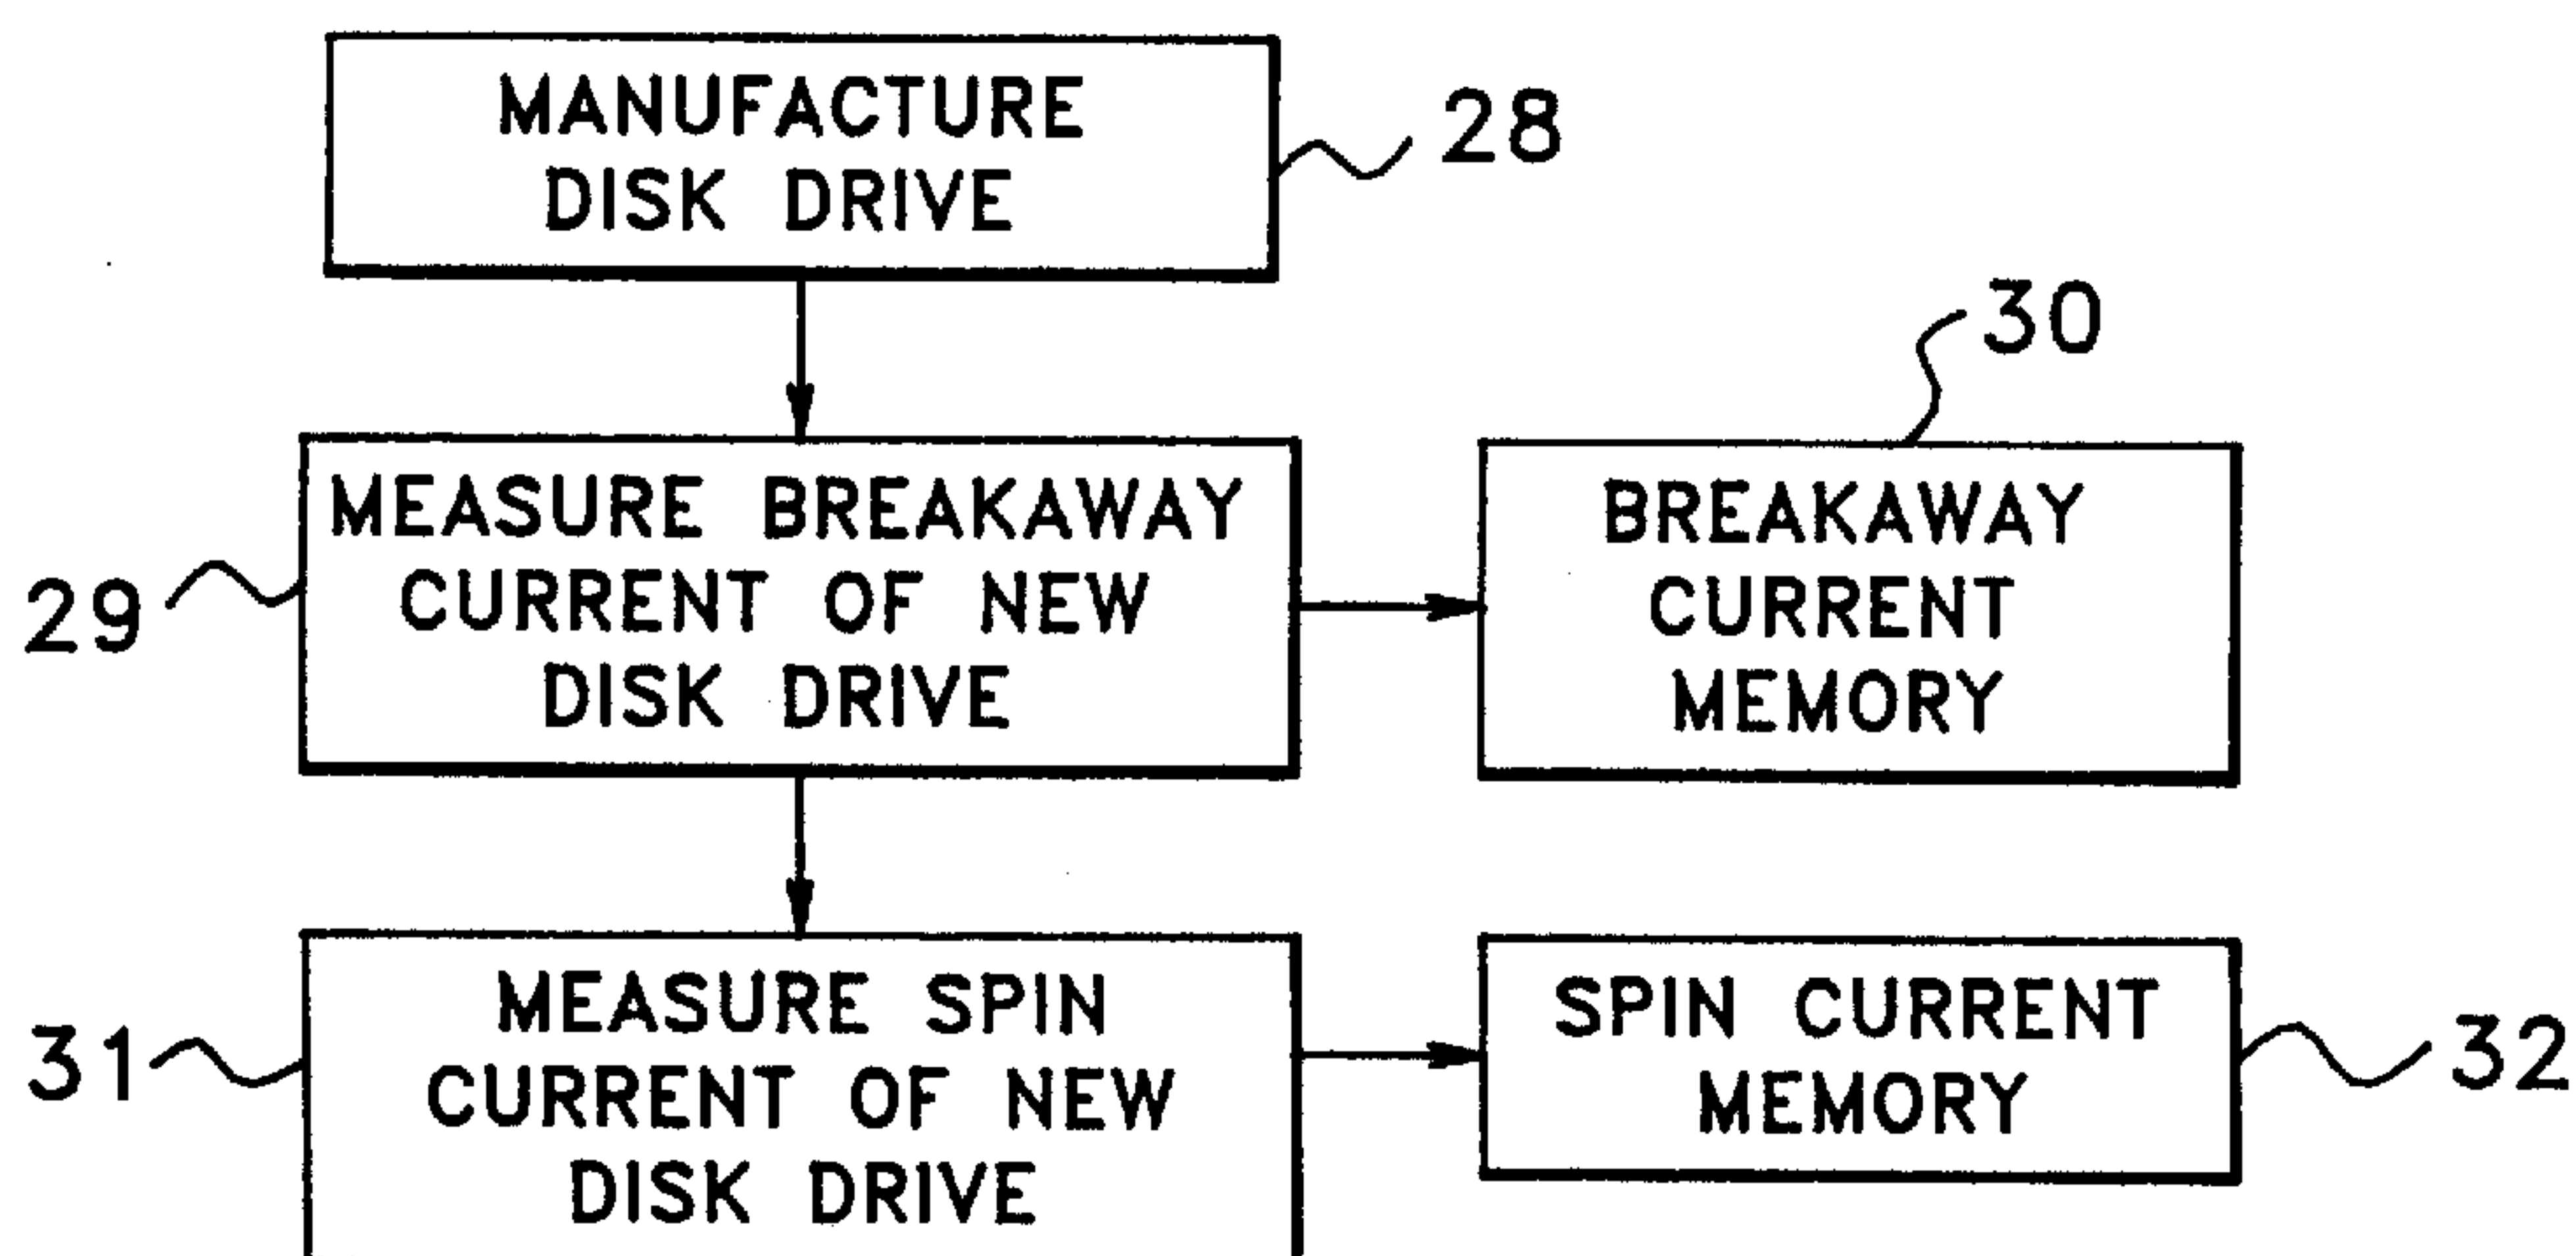 MANUFACTURE
DISK DRIVE
28
30
MEASURE BREAKAWAY
CURRENT OF NEW
DISK DRIVE
29
BREAKAWAY
CURRENT
MEMORY
MEASURE SPIN
CURRENT OF NEW
DISK DRIVE
31
SPIN CURRENT
MEMORY
32